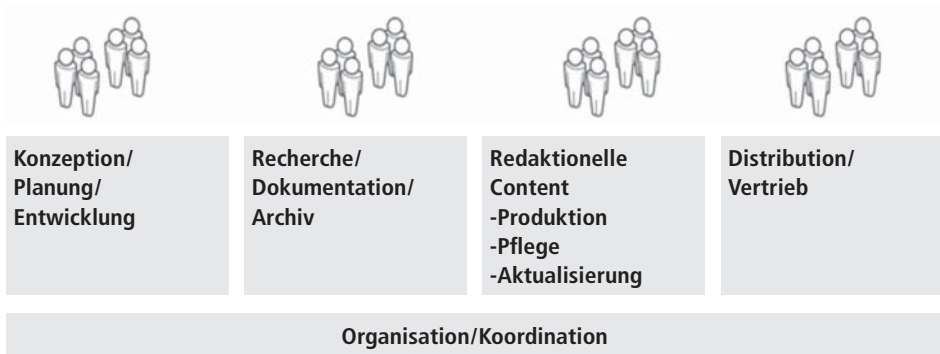 Konzeption/
Planung/
Entwicklung
Recherche/
Dokumentation/
Archiv
Redaktionelle
Content
-Produktion
-Pflege
-Aktualisierung
Distribution/
Vertrieb
Organisation/Koordination